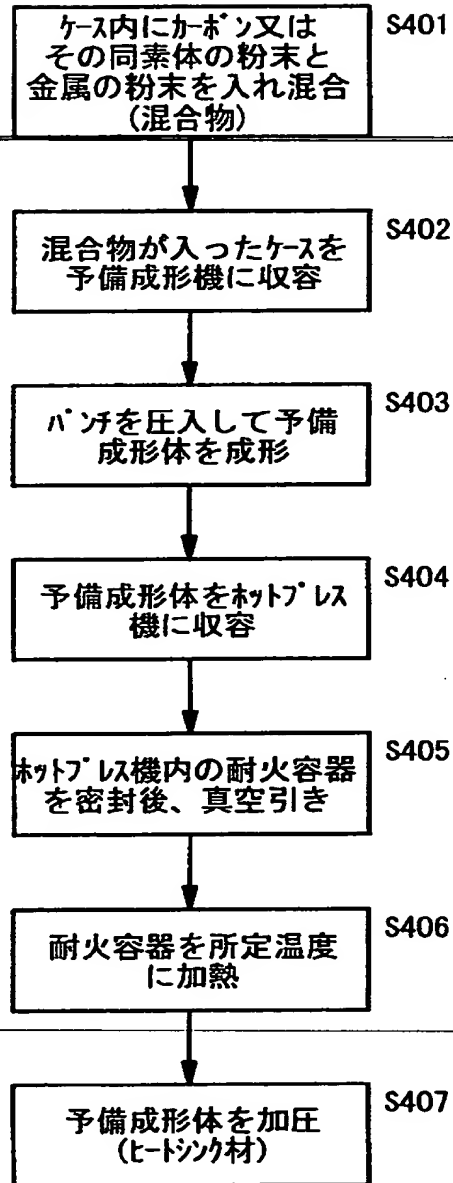 ｹｰｽ内にｶｰﾎﾞﾝ又は
その同素体の粉末と
金属の粉末を入れ混合
(混合物)
S401
混合物が入ったｹｰｽを
予備成形機に収容
S402
ﾊﾟﾝﾁを圧入して予備
成形体を成形
S403
予備成形体をﾎｯﾄﾌﾟﾚｽ
機に収容
S404
ﾎｯﾄﾌﾟﾚｽ機内の耐火容器
を密封後、真空引き
S405
耐火容器を所定温度
に加熱
S406
予備成形体を加圧
(ﾋｰﾄｼﾝｸ材)
S407